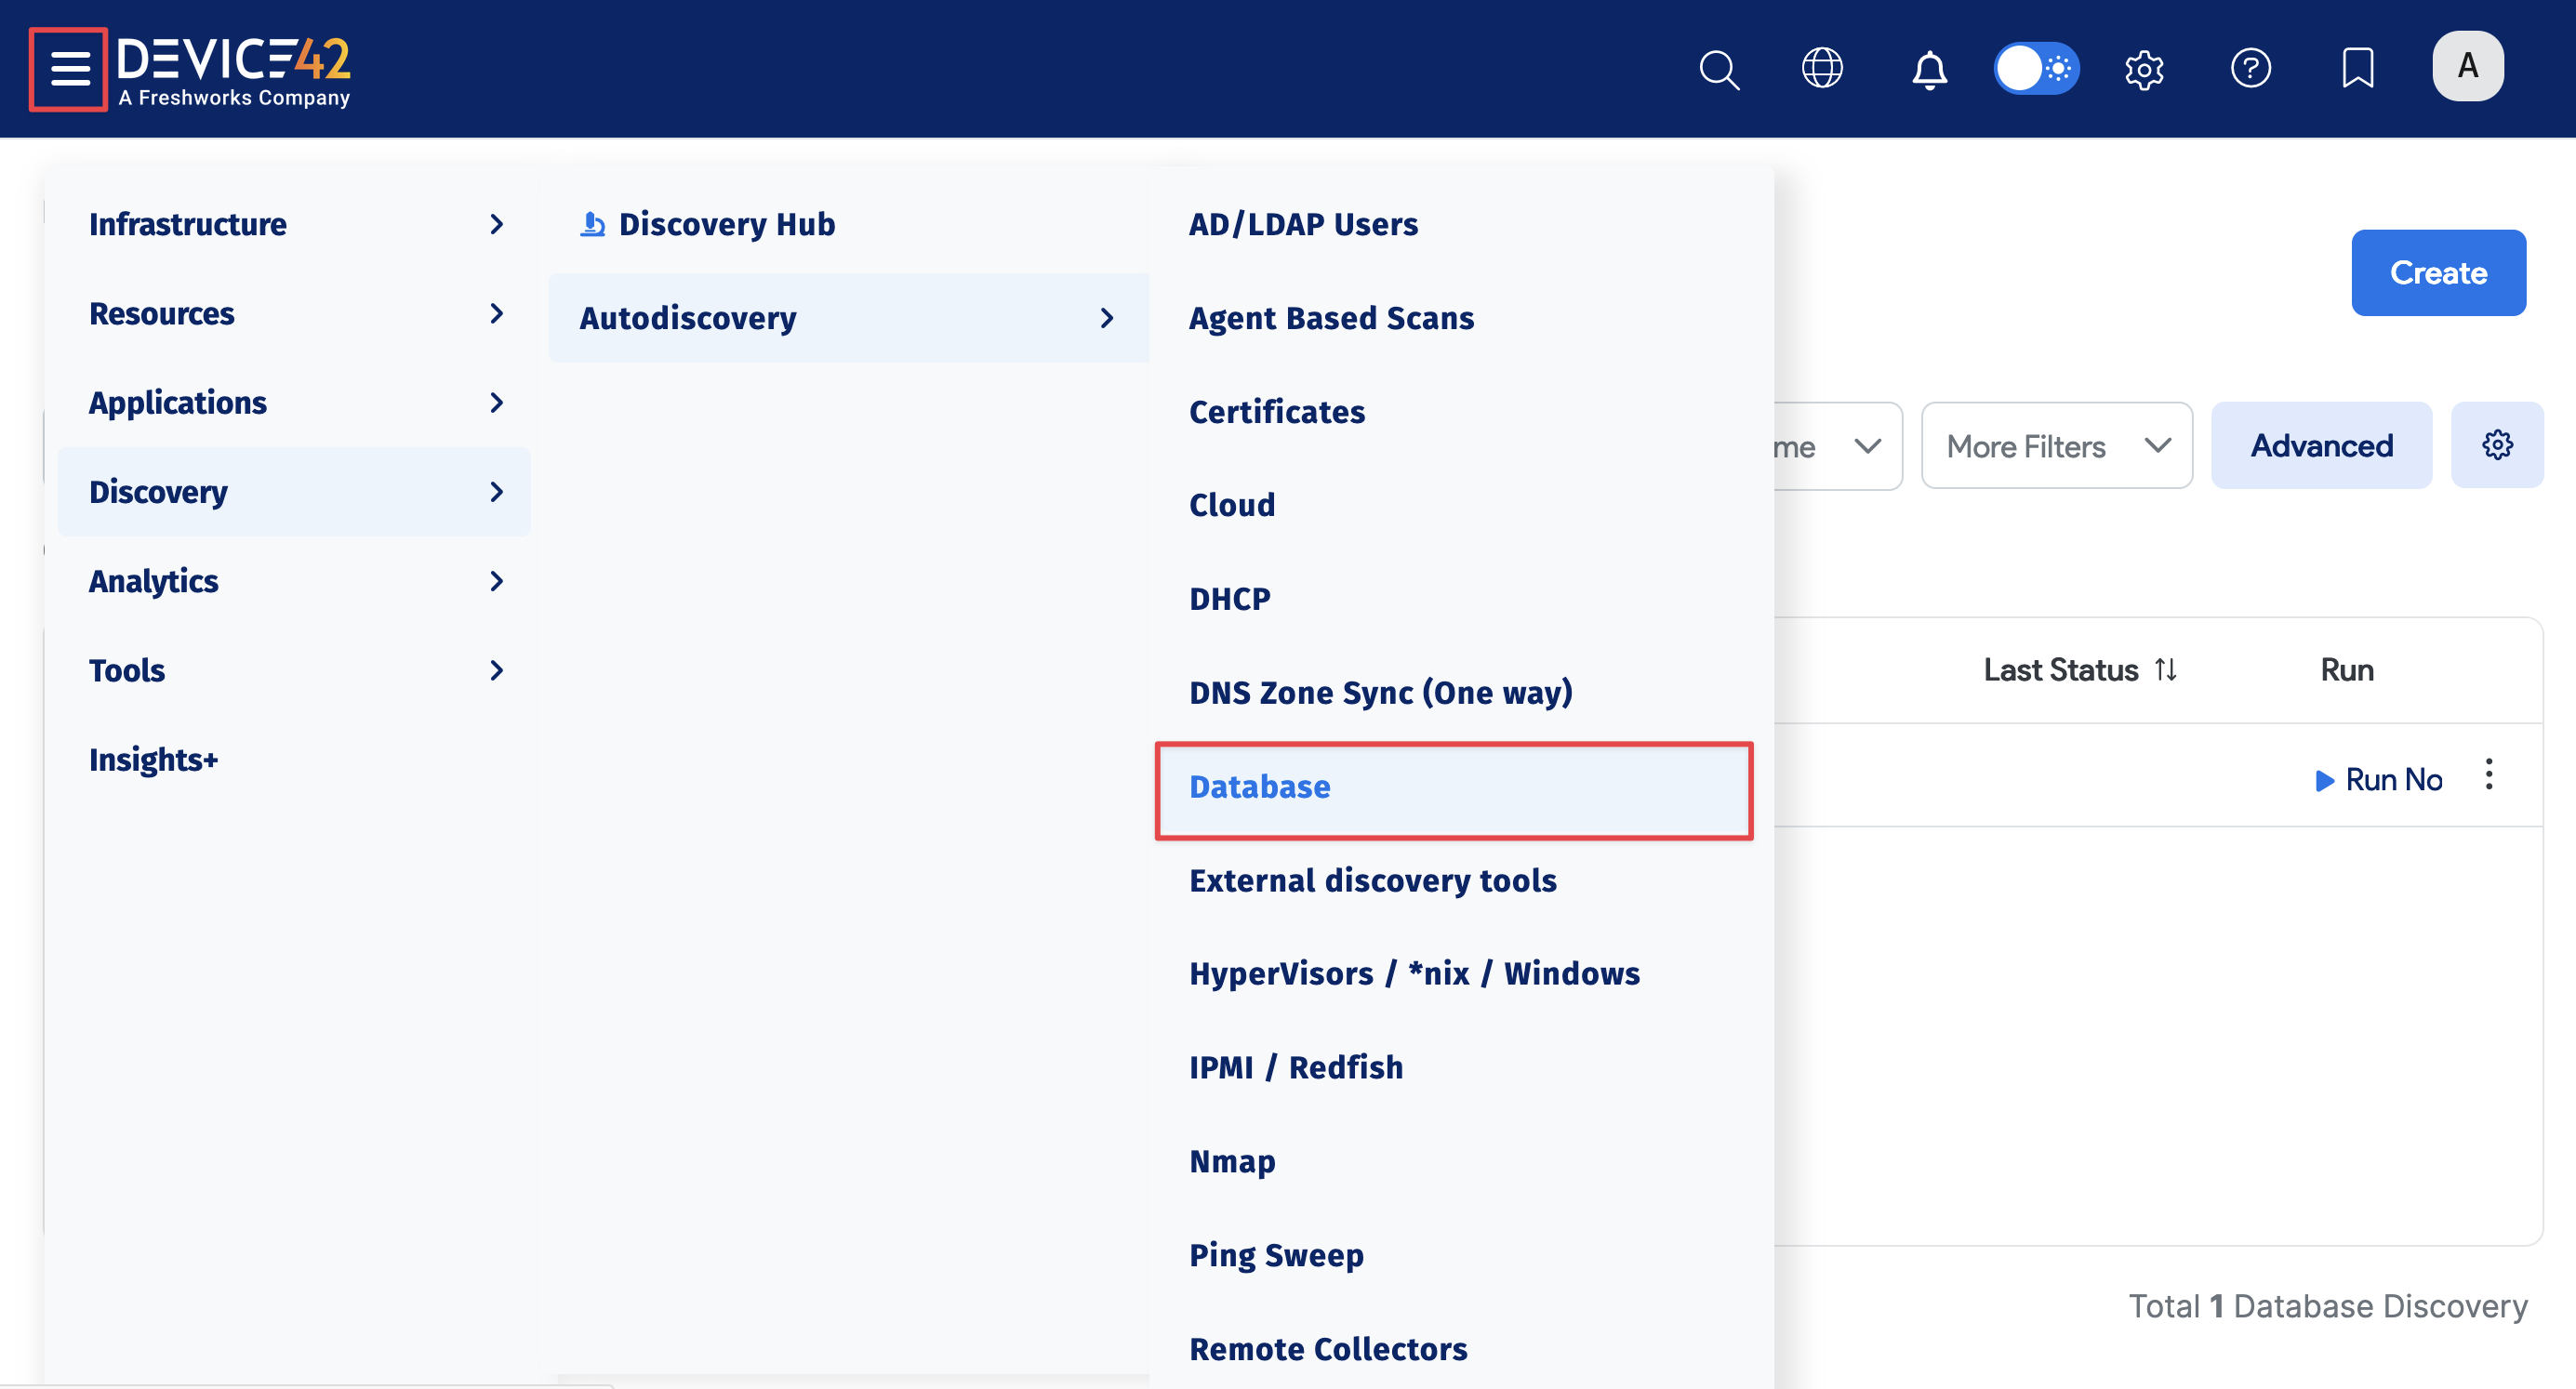 DEVICE42
A Freshworks Company
A
Infrastructure
Resources
Applications
Discovery
Analytics
Tools
Insights+
Discovery Hub
Autodiscovery
AD/LDAP Users
Agent Based Scans
Certificates
Cloud
DHCP
DNS Zone Sync (One way)
Database
External discovery tools
HyperVisors / *nix / Windows
IPMI / Redfish
Nmap
Ping Sweep
Remote Collectors
Create
me
More Filters
Advanced
Last Status
Run
Run No
Total 1 Database Discovery